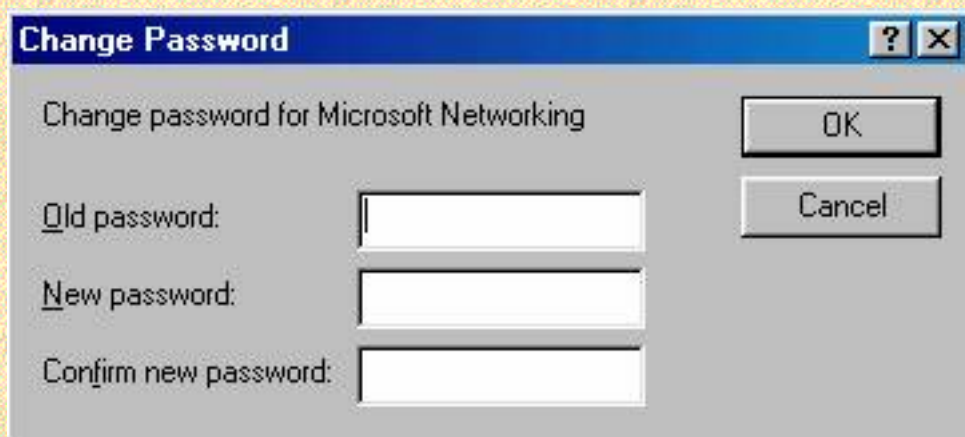 Change Password
Change password for Microsoft Networking
OK
Old password:
Cancel
New password:
Confirm new password: